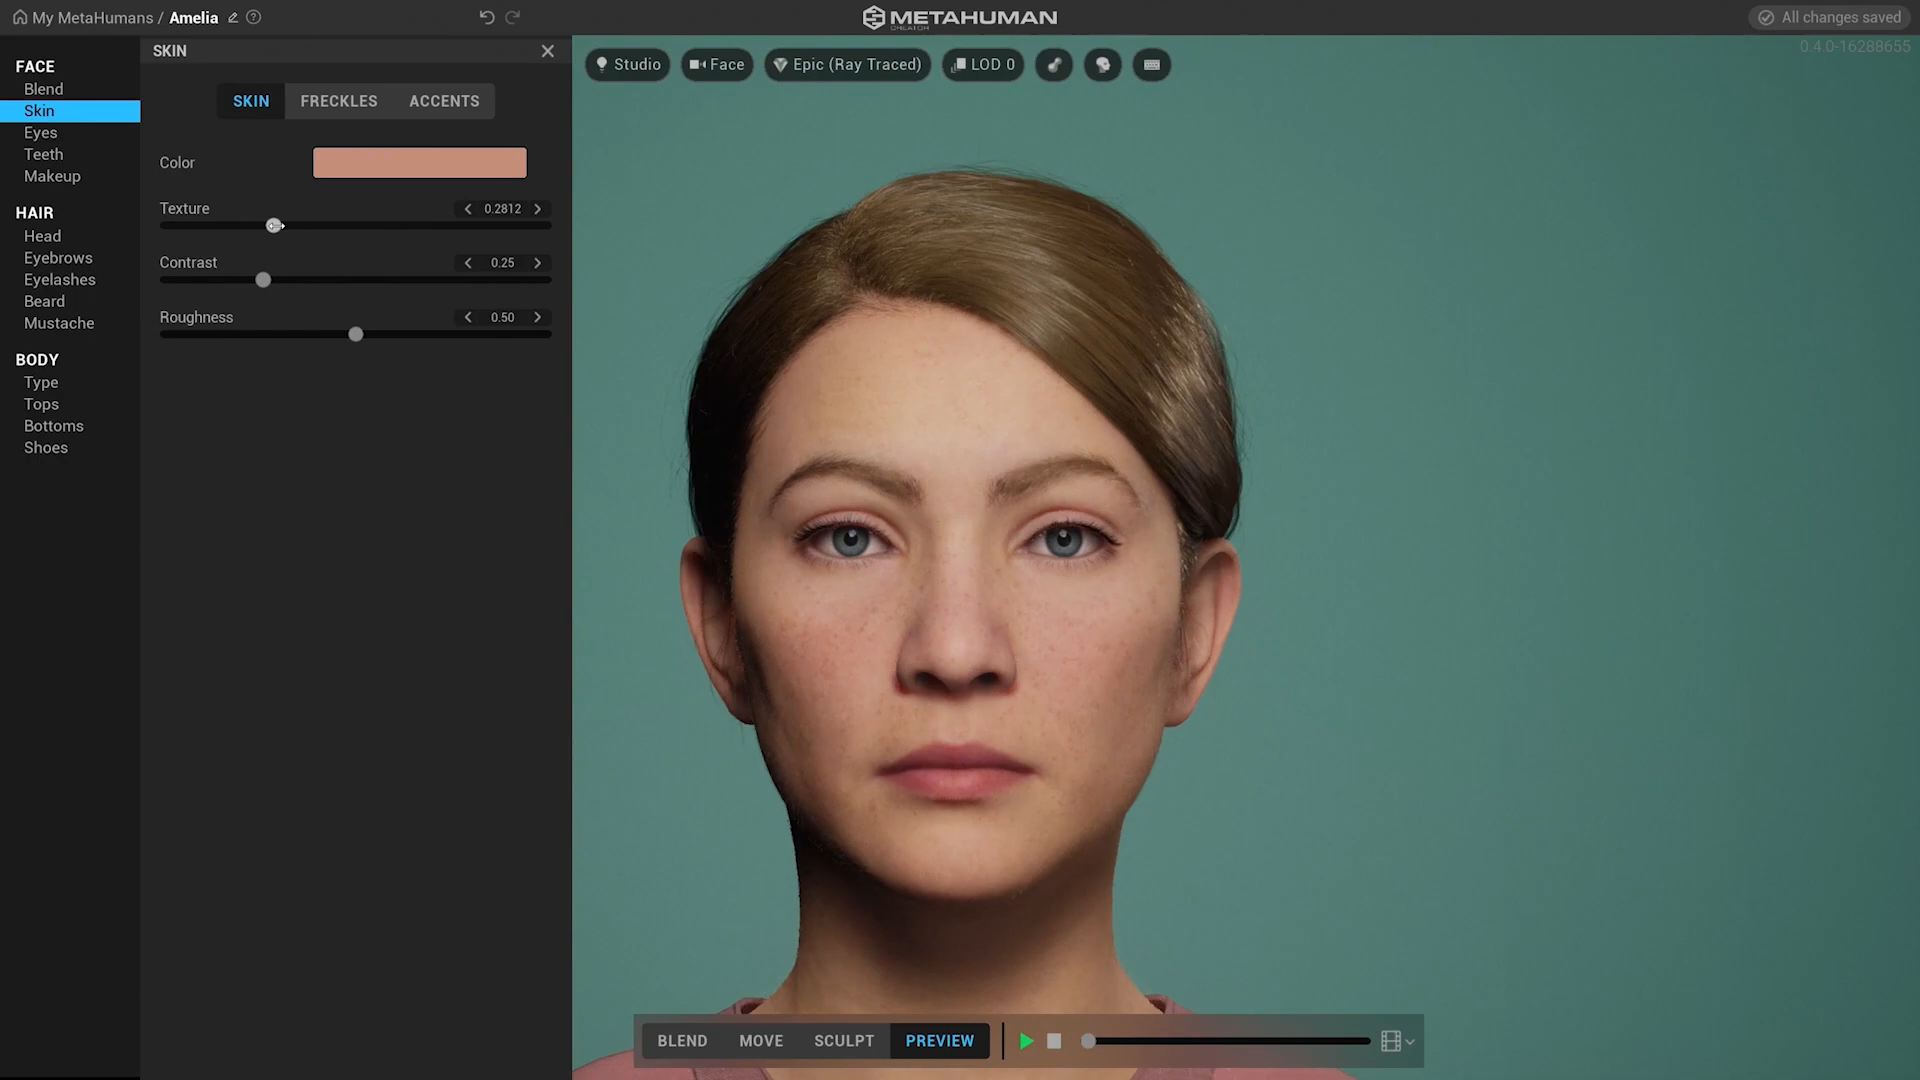 My MetaHumans / Amelia
METAHUMAN
CREATOR
All changes saved
0.4.0-16288655
FACE
Blend
Skin
Eyes
Teeth
Makeup
HAIR
Head
Eyebrows
Eyelashes
Beard
Mustache
BODY
Type
Tops
Bottoms
Shoes
SKIN
SKIN FRECKLES ACCENTS
Color
Texture 0.2812
Contrast 0.25
Roughness 0.50
Studio Face Epic (Ray Traced) LOD 0
BLEND MOVE SCULPT PREVIEW